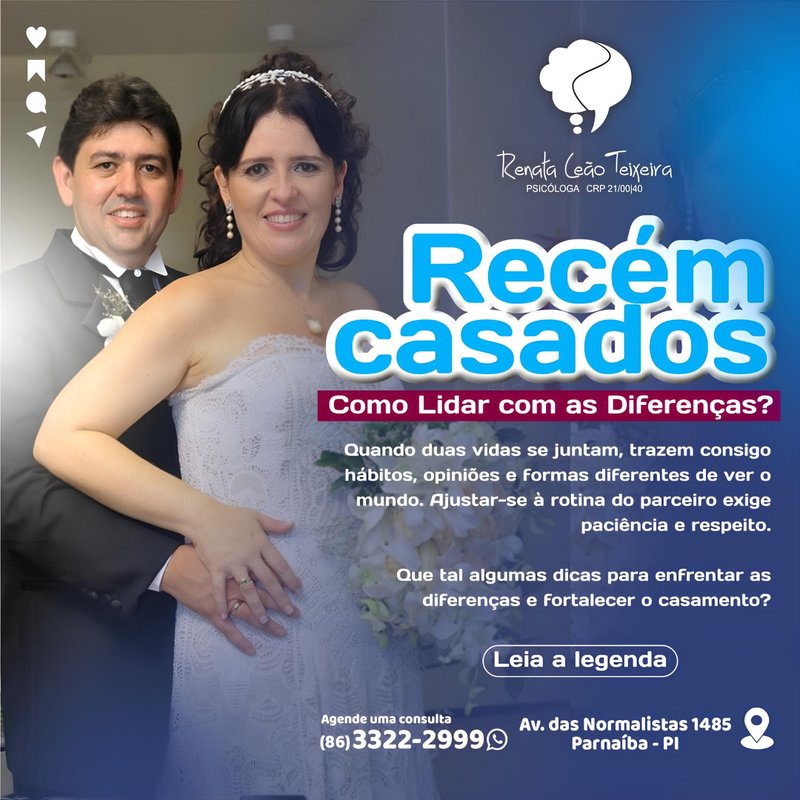 Renata Leão Teixeira
PSICÓLOGA CRP 21/00|40
Recém
casados
Como Lidar com as Diferenças?
Quando duas vidas se juntam, trazem consigo
hábitos, opiniões e formas diferentes de ver o
mundo. Ajustar-se à rotina do parceiro exige
paciência e respeito.
Que tal algumas dicas para enfrentar as
diferenças e fortalecer o casamento?
Leia a legenda
Agende uma consulta
(86) 3322-2999
Av. das Normalistas 1485
Parnaíba - PI